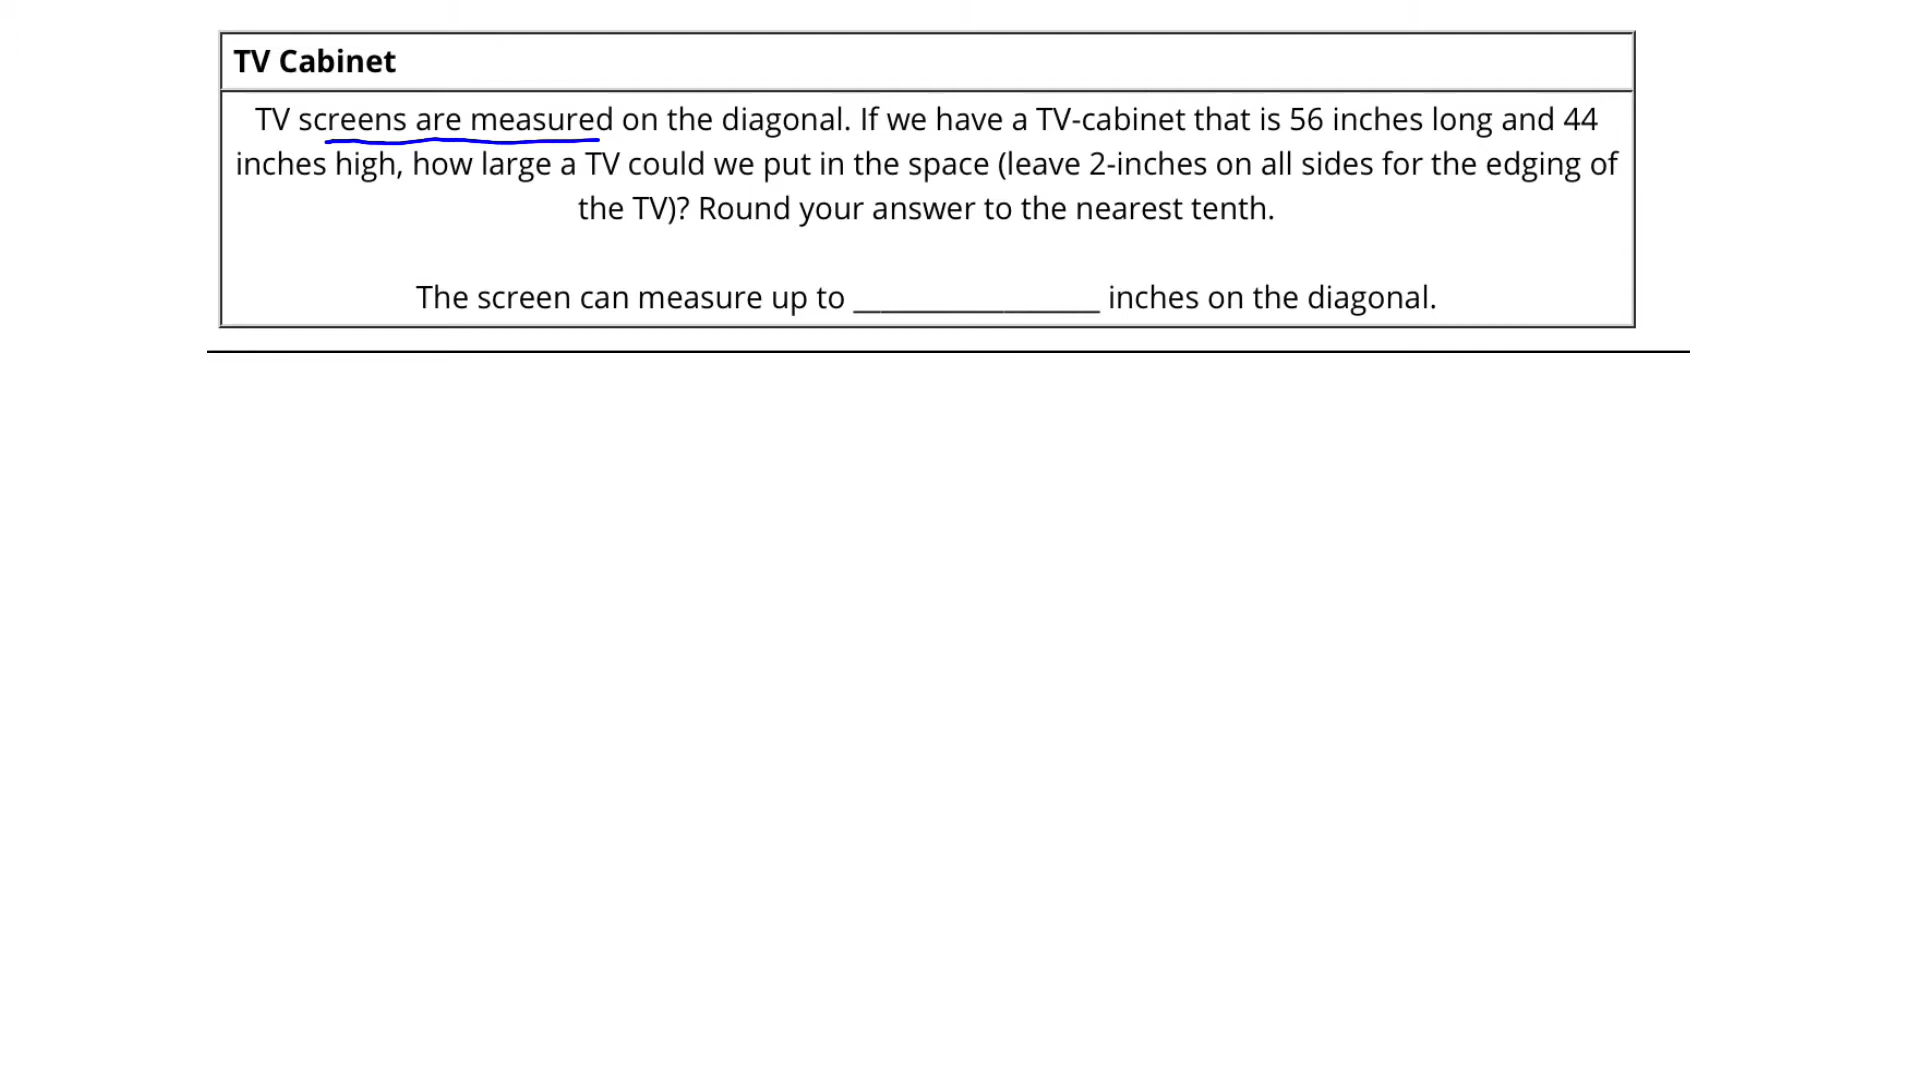 TV Cabinet
TV screens are measured on the diagonal. If we have a TV-cabinet that is 56 inches long and 44
inches high, how large a TV could we put in the space (leave 2-inches on all sides for the edging of
the TV)? Round your answer to the nearest tenth.
The screen can measure up to ________________ inches on the diagonal.